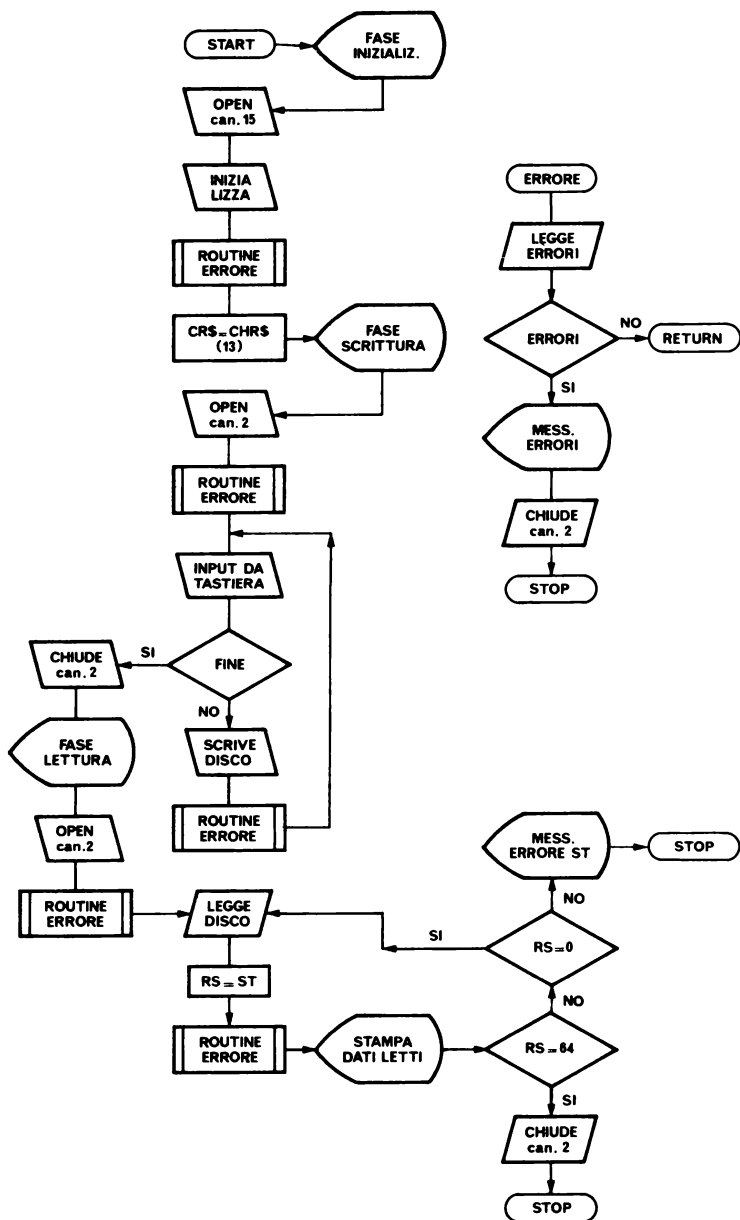 START
FASE
INIZIALIZ.
OPEN
can. 15
INIZIA
LIZZA
ROUTINE
ERRORE
CR$=CHR$
(13)
FASE
SCRITTURA
OPEN
can. 2
ROUTINE
ERRORE
INPUT DA
TASTIERA
FINE
SI
NO
CHIUDE
can. 2
FASE
LETTURA
OPEN
can.2
ROUTINE
ERRORE
SCRIVE
DISCO
ROUTINE
ERRORE
LEGGE
DISCO
RS=ST
ROUTINE
ERRORE
STAMPA
DATI LETTI
RS=64
NO
SI
RS=0
SI
NO
MESS.
ERRORE ST
STOP
CHIUDE
can. 2
STOP
ERRORE
LEGGE
ERRORI
ERRORI
NO
RETURN
SI
MESS.
ERRORI
CHIUDE
can. 2
STOP